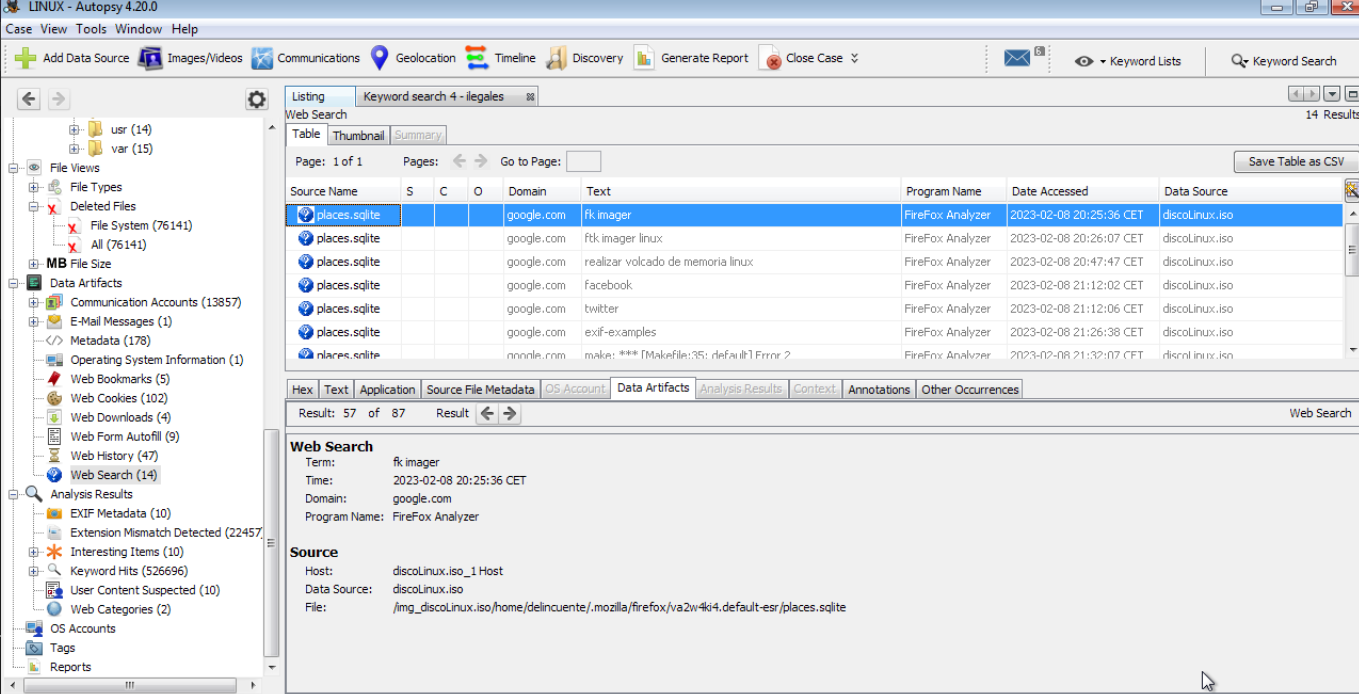 LINUX - Autopsy 4.20.0
Case View Tools Window Help
Add Data Source Images/Videos Communications Geolocation Timeline Discovery Generate Report Close Case 6 Keyword Lists Keyword Search
Listing Keyword search 4 - ilegales
Web Search
14 Results
Table Thumbnail Summary
Page: 1 of 1 Pages: Go to Page: Save Table as CSV
Source Name S C O Domain Text Program Name Date Accessed Data Source
places.sqlite google.com fk imager FireFox Analyzer 2023-02-08 20:25:36 CET discoLinux.iso
places.sqlite google.com ftk imager linux FireFox Analyzer 2023-02-08 20:26:07 CET discoLinux.iso
places.sqlite google.com realizar volcado de memoria linux FireFox Analyzer 2023-02-08 20:47:47 CET discoLinux.iso
places.sqlite google.com facebook FireFox Analyzer 2023-02-08 21:12:02 CET discoLinux.iso
places.sqlite google.com twitter FireFox Analyzer 2023-02-08 21:12:06 CET discoLinux.iso
places.sqlite google.com exif-examples FireFox Analyzer 2023-02-08 21:26:38 CET discoLinux.iso
places.sqlite google.com make: *** [Makefile:35: default] Error 2 FireFox Analyzer 2023-02-08 21:32:07 CET discoLinux.iso
usr (14)
var (15)
File Views
File Types
Deleted Files
File System (76141)
All (76141)
MB File Size
Data Artifacts
Communication Accounts (13857)
E-Mail Messages (1)
Metadata (178)
Operating System Information (1)
Web Bookmarks (5)
Web Cookies (102)
Web Downloads (4)
Web Form Autofill (9)
Web History (47)
Web Search (14)
Analysis Results
EXIF Metadata (10)
Extension Mismatch Detected (22457)
Interesting Items (10)
Keyword Hits (526696)
User Content Suspected (10)
Web Categories (2)
OS Accounts
Tags
Reports
Hex Text Application Source File Metadata OS Account Data Artifacts Analysis Results Context Annotations Other Occurrences
Result: 57 of 87 Result Web Search
Web Search
Term: fk imager
Time: 2023-02-08 20:25:36 CET
Domain: google.com
Program Name: FireFox Analyzer
Source
Host: discoLinux.iso_1 Host
Data Source: discoLinux.iso
File: /img_discoLinux.iso/home/delincuente/.mozilla/firefox/va2w4ki4.default-esr/places.sqlite